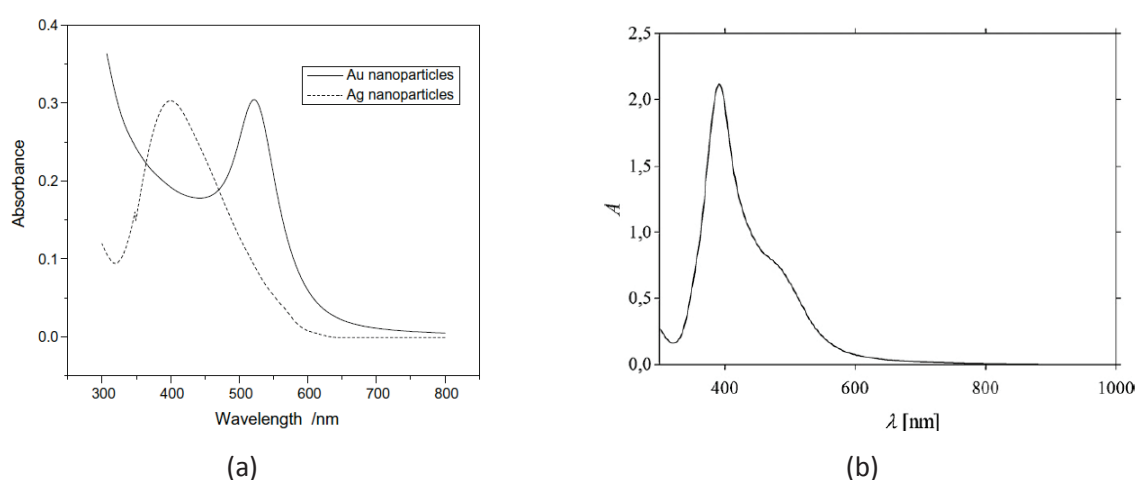 0.4
0.3
0.2
0.1
0.0
Absorbance
Au nanoparticles
Ag nanoparticles
300 400 500 600 700 800
Wavelength /nm
(a)
2,5
2,0
1,5
1,0
0,5
0,0
A
400 600 800 1000
λ [nm]
(b)